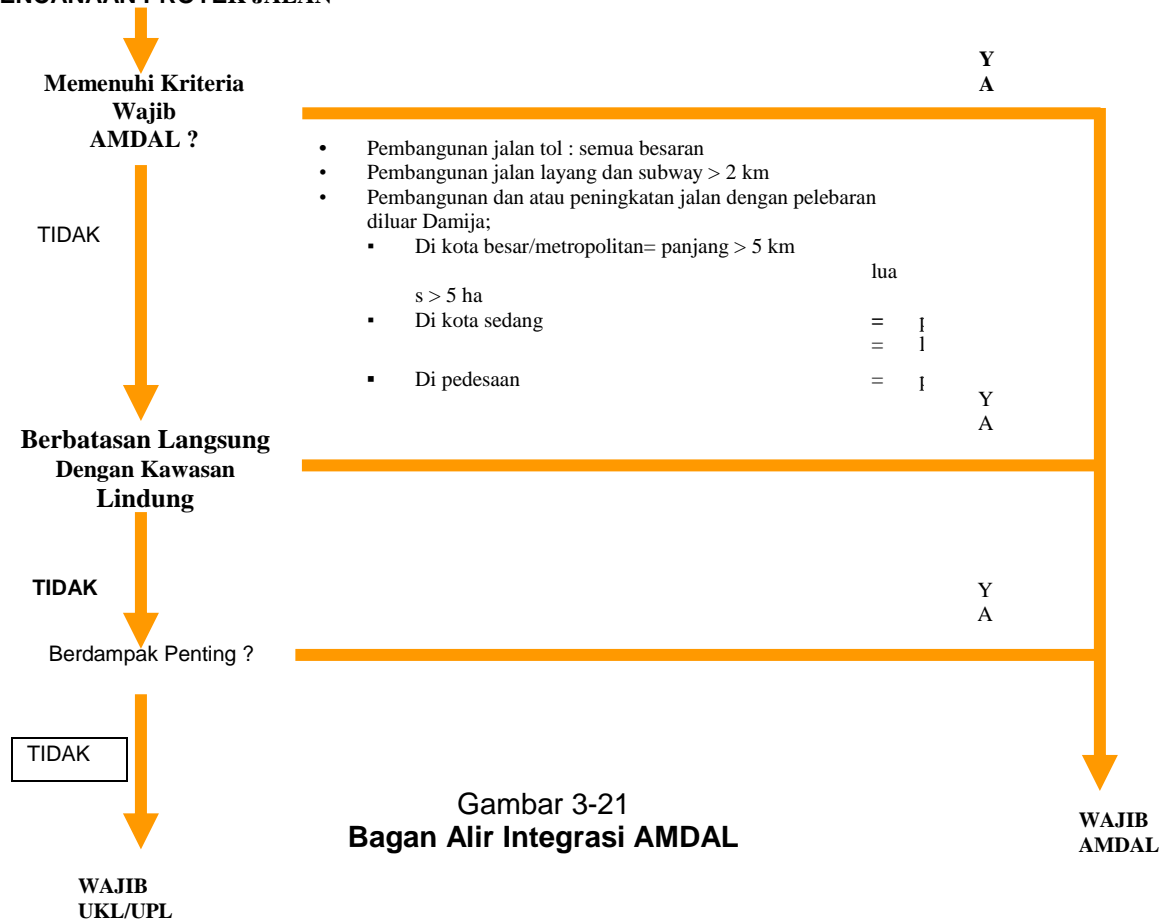 PROYEK JALAN
Y
A
Memenuhi Kriteria
Wajib
AMDAL ?
• Pembangunan jalan tol : semua besaran
• Pembangunan jalan layang dan subway > 2 km
• Pembangunan dan atau peningkatan jalan dengan pelebaran
diluar Damija;
TIDAK
▪ Di kota besar/metropolitan= panjang > 5 km
lua
s > 5 ha
▪ Di kota sedang =
=
▪ Di pedesaan =
Y
A
Berbatasan Langsung
Dengan Kawasan
Lindung
TIDAK
Y
A
Berdampak Penting ?
TIDAK
Gambar 3-21
Bagan Alir Integrasi AMDAL
WAJIB
AMDAL
WAJIB
UKL/UPL